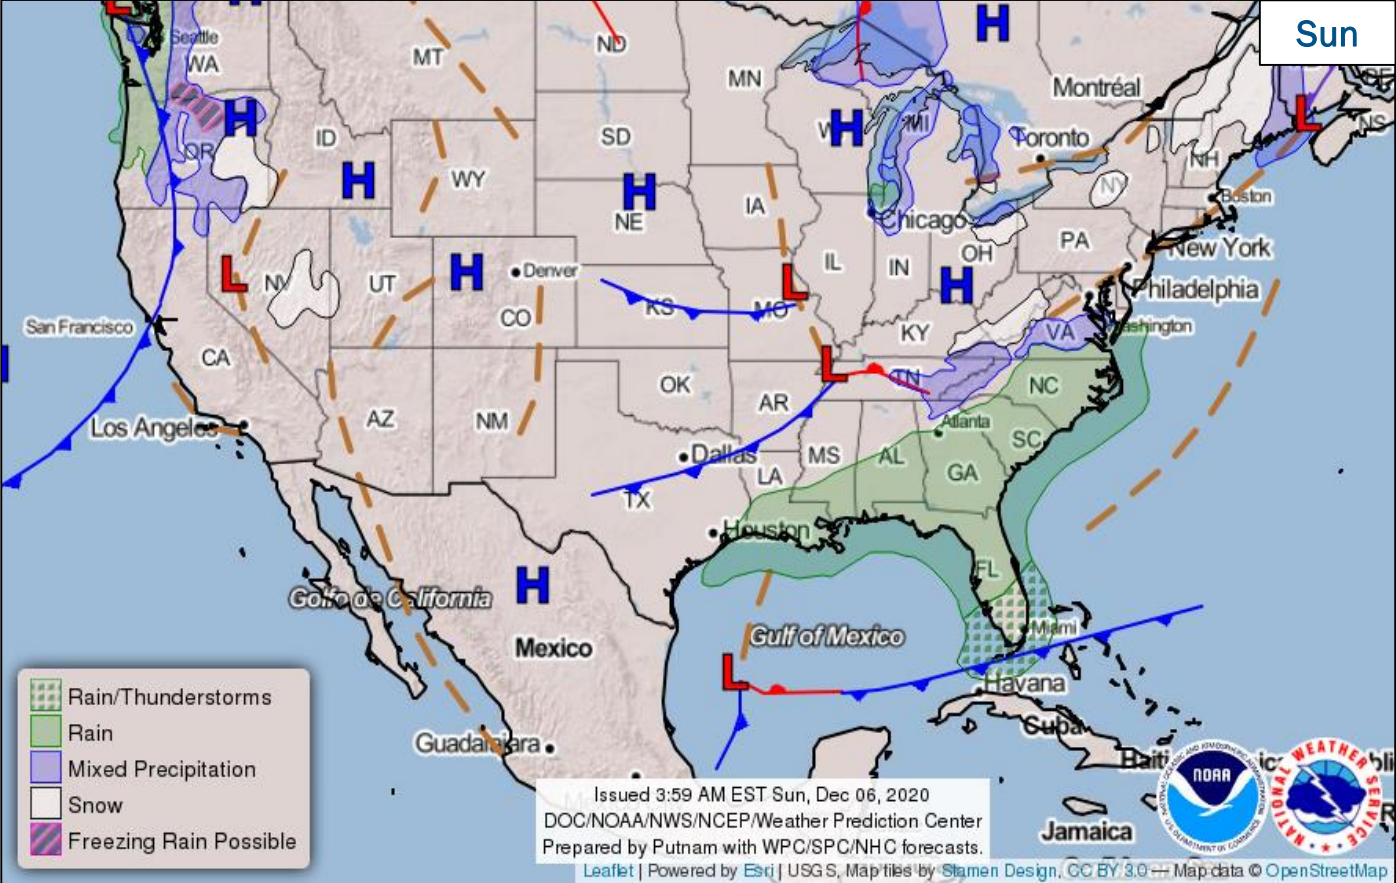 Sun
L
H
H
Seattle
WA
MT
ND
MN
Montréal
H
OR
ID
SD
H
MI
Toronto
L
NS
NH
H
WY
H
NE
IA
Chicago
NY
Boston
L
NV
UT
H
Denver
CO
KS
L
MO
IL
IN
OH
H
PA
New York
Philadelphia
San Francisco
CA
KY
VA
L
TN
OK
AR
NC
Los Angeles
AZ
NM
Dallas
MS
AL
Atlanta
SC
GA
LA
TX
Houston
FL
H
Golfo de California
Mexico
Gulf of Mexico
Miami
L
Havana
Cuba
Guadalajara
Haiti
Jamaica
Rain/Thunderstorms
Rain
Mixed Precipitation
Snow
Freezing Rain Possible
Issued 3:59 AM EST Sun, Dec 06, 2020
DOC/NOAA/NWS/NCEP/Weather Prediction Center
Prepared by Putnam with WPC/SPC/NHC forecasts.
NOAA
NATIONAL WEATHER SERVICE
Leaflet | Powered by Esri | USGS, Map tiles by Stamen Design, CC BY 3.0 — Map data © OpenStreetMap